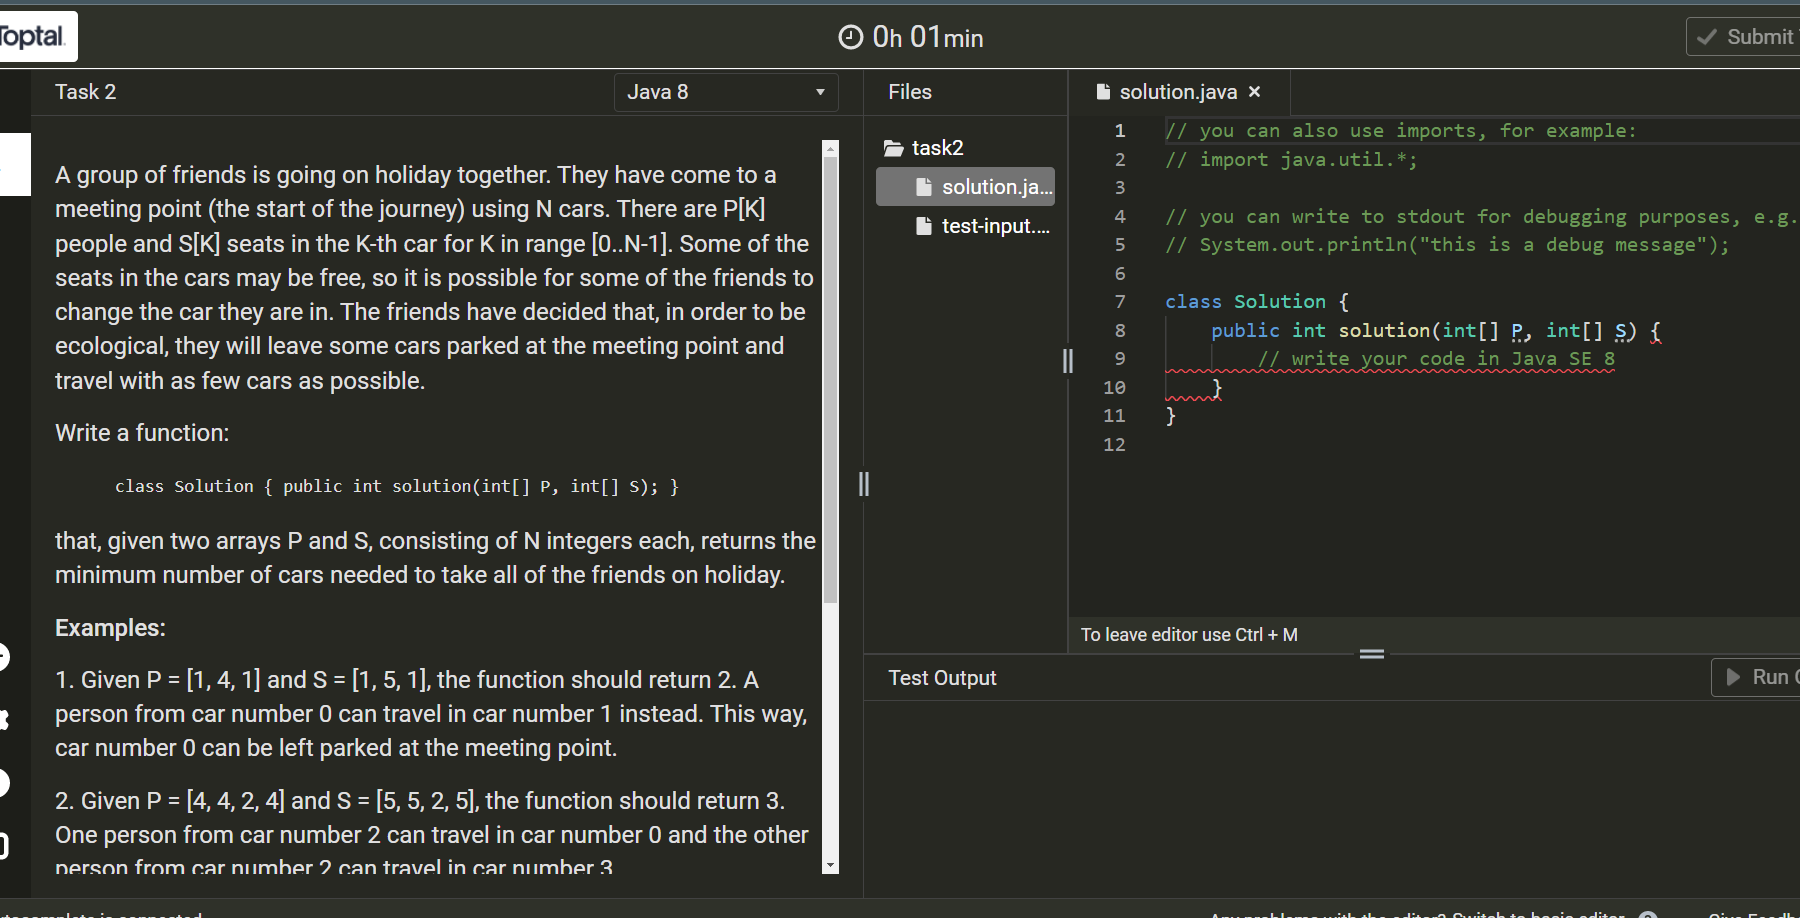 Toptal.
0h 01min
Submit
Task 2
Java 8
Files
solution.java ×
task2
solution.ja...
test-input....
A group of friends is going on holiday together. They have come to a
meeting point (the start of the journey) using N cars. There are P[K]
people and S[K] seats in the K-th car for K in range [0..N-1]. Some of the
seats in the cars may be free, so it is possible for some of the friends to
change the car they are in. The friends have decided that, in order to be
ecological, they will leave some cars parked at the meeting point and
travel with as few cars as possible.
Write a function:
class Solution { public int solution(int[] P, int[] S); }
that, given two arrays P and S, consisting of N integers each, returns the
minimum number of cars needed to take all of the friends on holiday.
Examples:
1. Given P = [1, 4, 1] and S = [1, 5, 1], the function should return 2. A
person from car number 0 can travel in car number 1 instead. This way,
car number 0 can be left parked at the meeting point.
2. Given P = [4, 4, 2, 4] and S = [5, 5, 2, 5], the function should return 3.
One person from car number 2 can travel in car number 0 and the other
person from car number 2 can travel in car number 3.
1 // you can also use imports, for example:
2 // import java.util.*;
3
4 // you can write to stdout for debugging purposes, e.g.
5 // System.out.println("this is a debug message");
6
7 class Solution {
8 public int solution(int[] P, int[] S) {
9 // write your code in Java SE 8
10 }
11 }
12
To leave editor use Ctrl + M
Test Output
Run
is connected
Any problems with the editor? Switch to basic editor